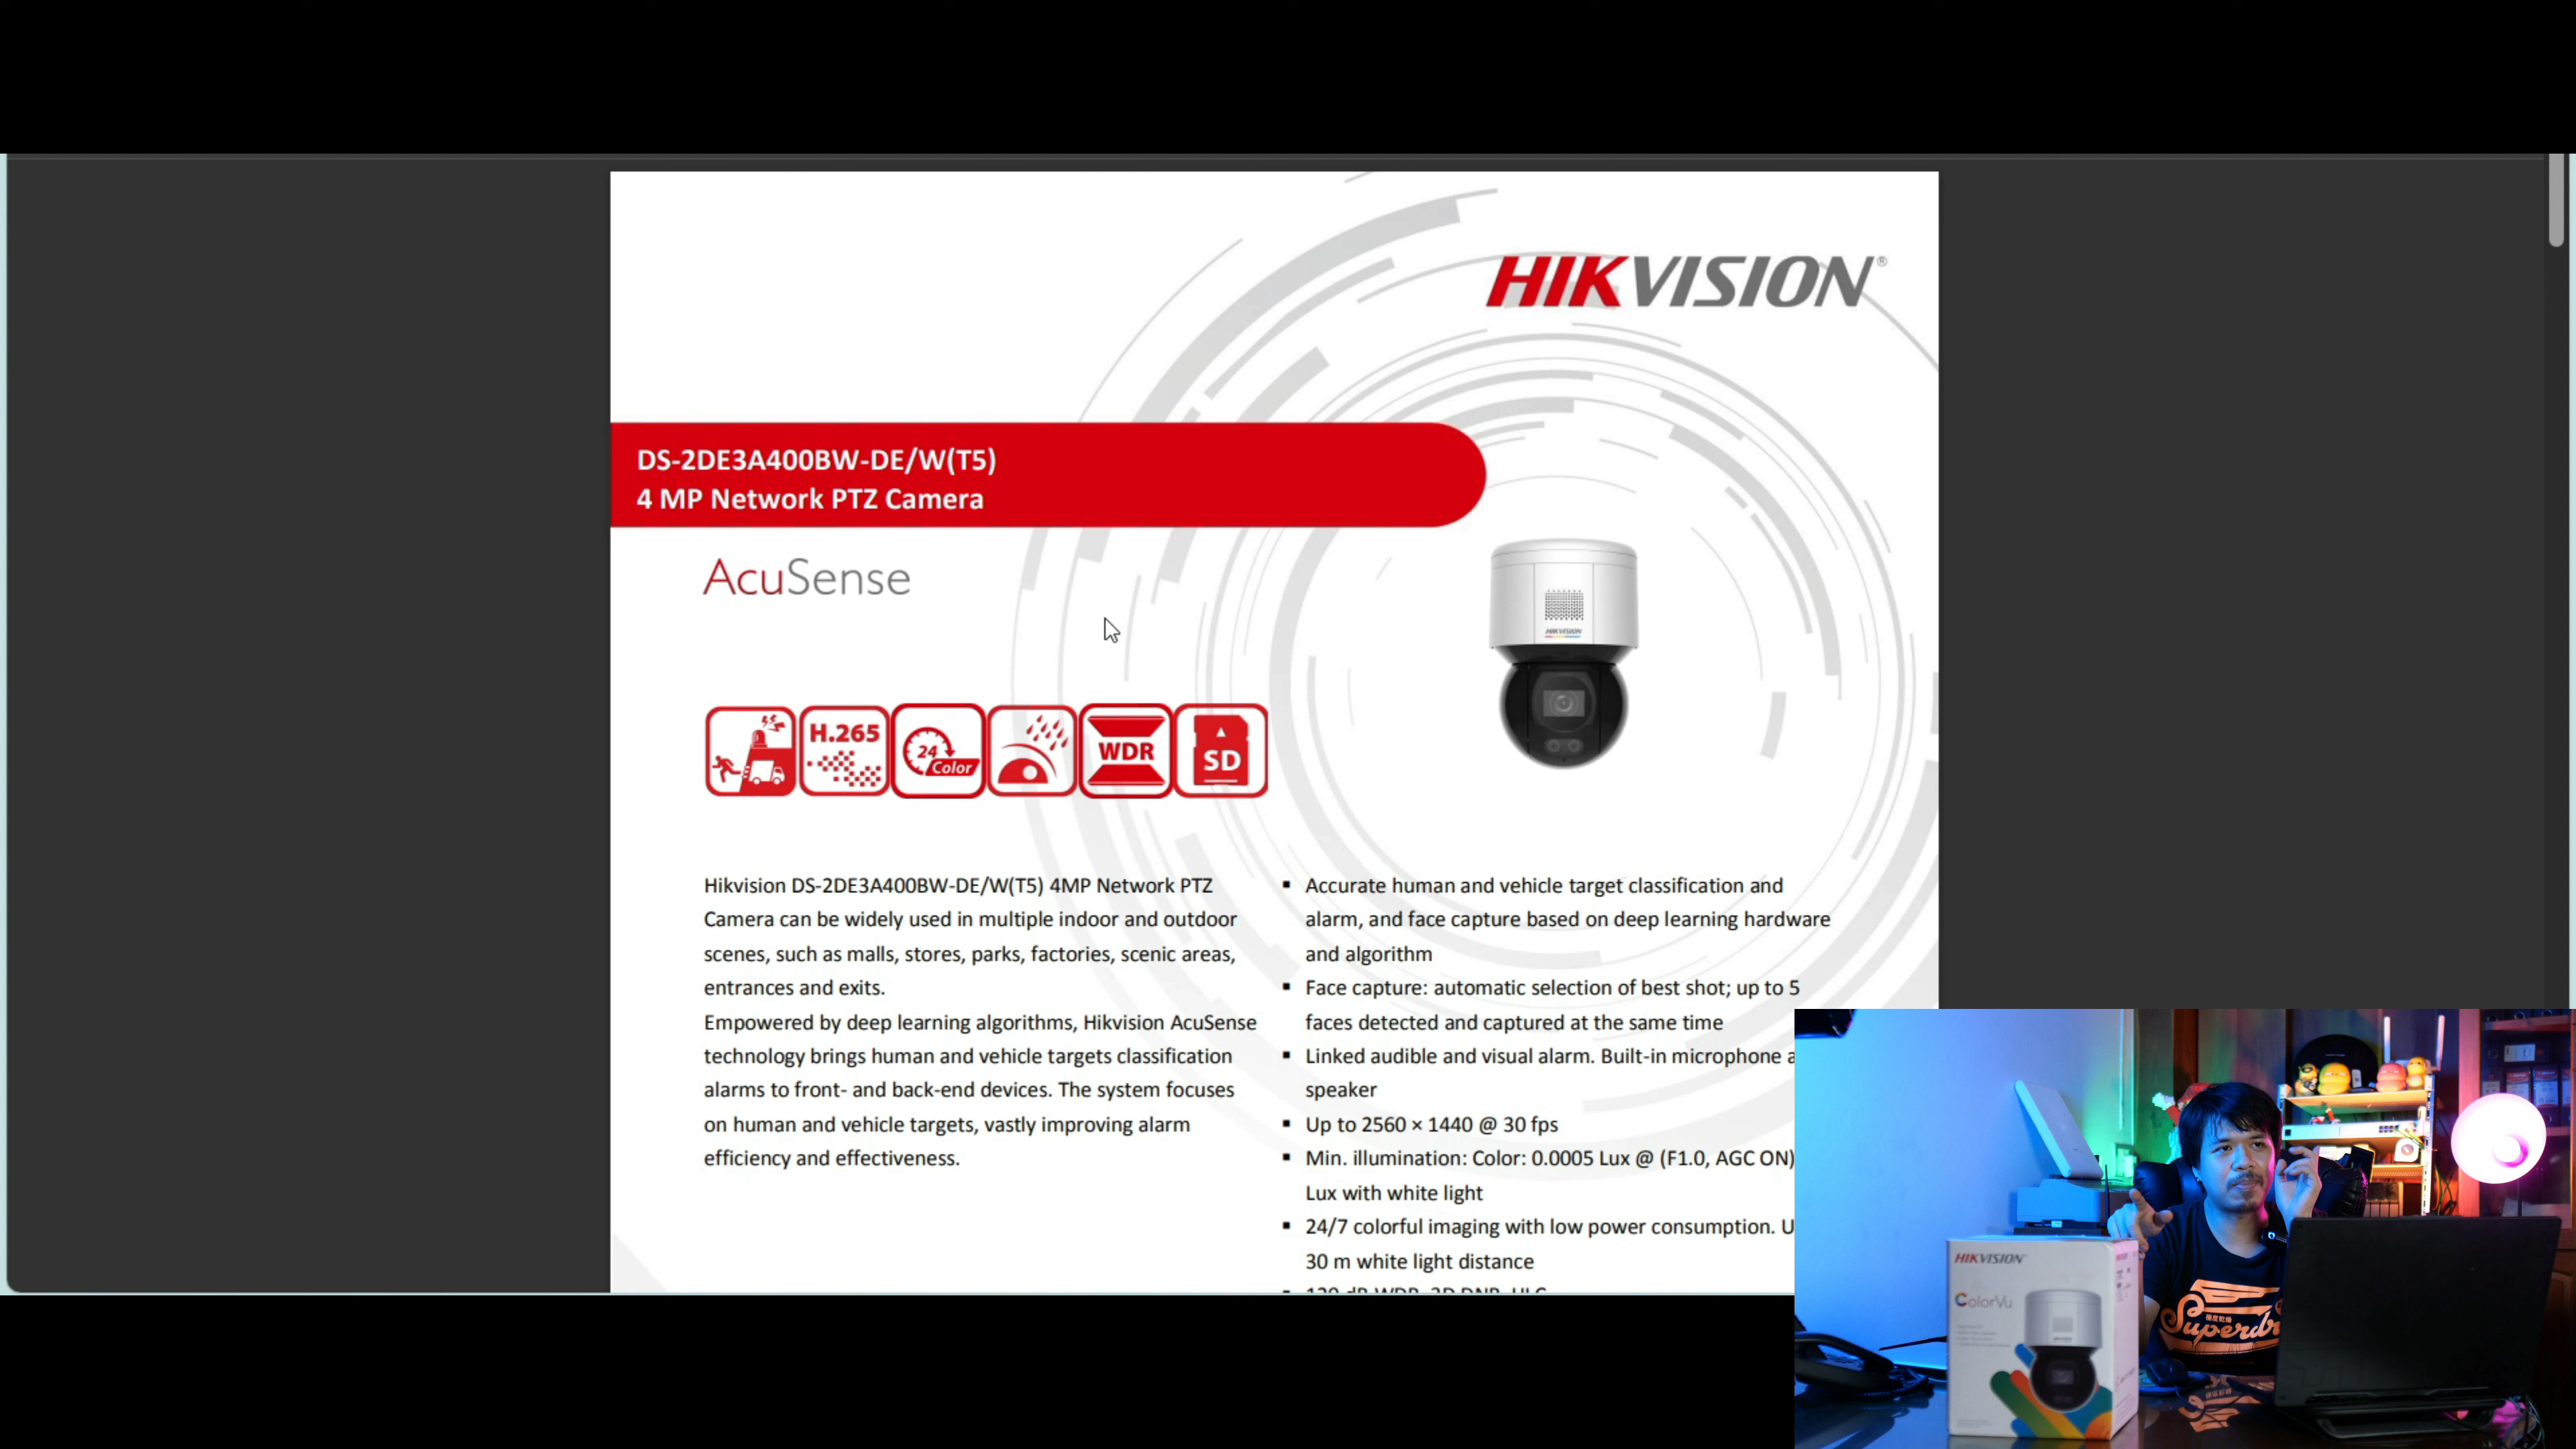 HIKVISION®
DS-2DE3A400BW-DE/W(T5)
4 MP Network PTZ Camera
AcuSense
HIKVISION
H.265
24
Color
WDR
SD
Hikvision DS-2DE3A400BW-DE/W(T5) 4MP Network PTZ
Camera can be widely used in multiple indoor and outdoor
scenes, such as malls, stores, parks, factories, scenic areas,
entrances and exits.
Empowered by deep learning algorithms, Hikvision AcuSense
technology brings human and vehicle targets classification
alarms to front- and back-end devices. The system focuses
on human and vehicle targets, vastly improving alarm
efficiency and effectiveness.
▪ Accurate human and vehicle target classification and
alarm, and face capture based on deep learning hardware
and algorithm
▪ Face capture: automatic selection of best shot; up to 5
faces detected and captured at the same time
▪ Linked audible and visual alarm. Built-in microphone
speaker
▪ Up to 2560 × 1440 @ 30 fps
▪ Min. illumination: Color: 0.0005 Lux @ (F1.0, AGC ON)
Lux with white light
▪ 24/7 colorful imaging with low power consumption.
30 m white light distance
HIKVISION
ColorVu
極度乾燥